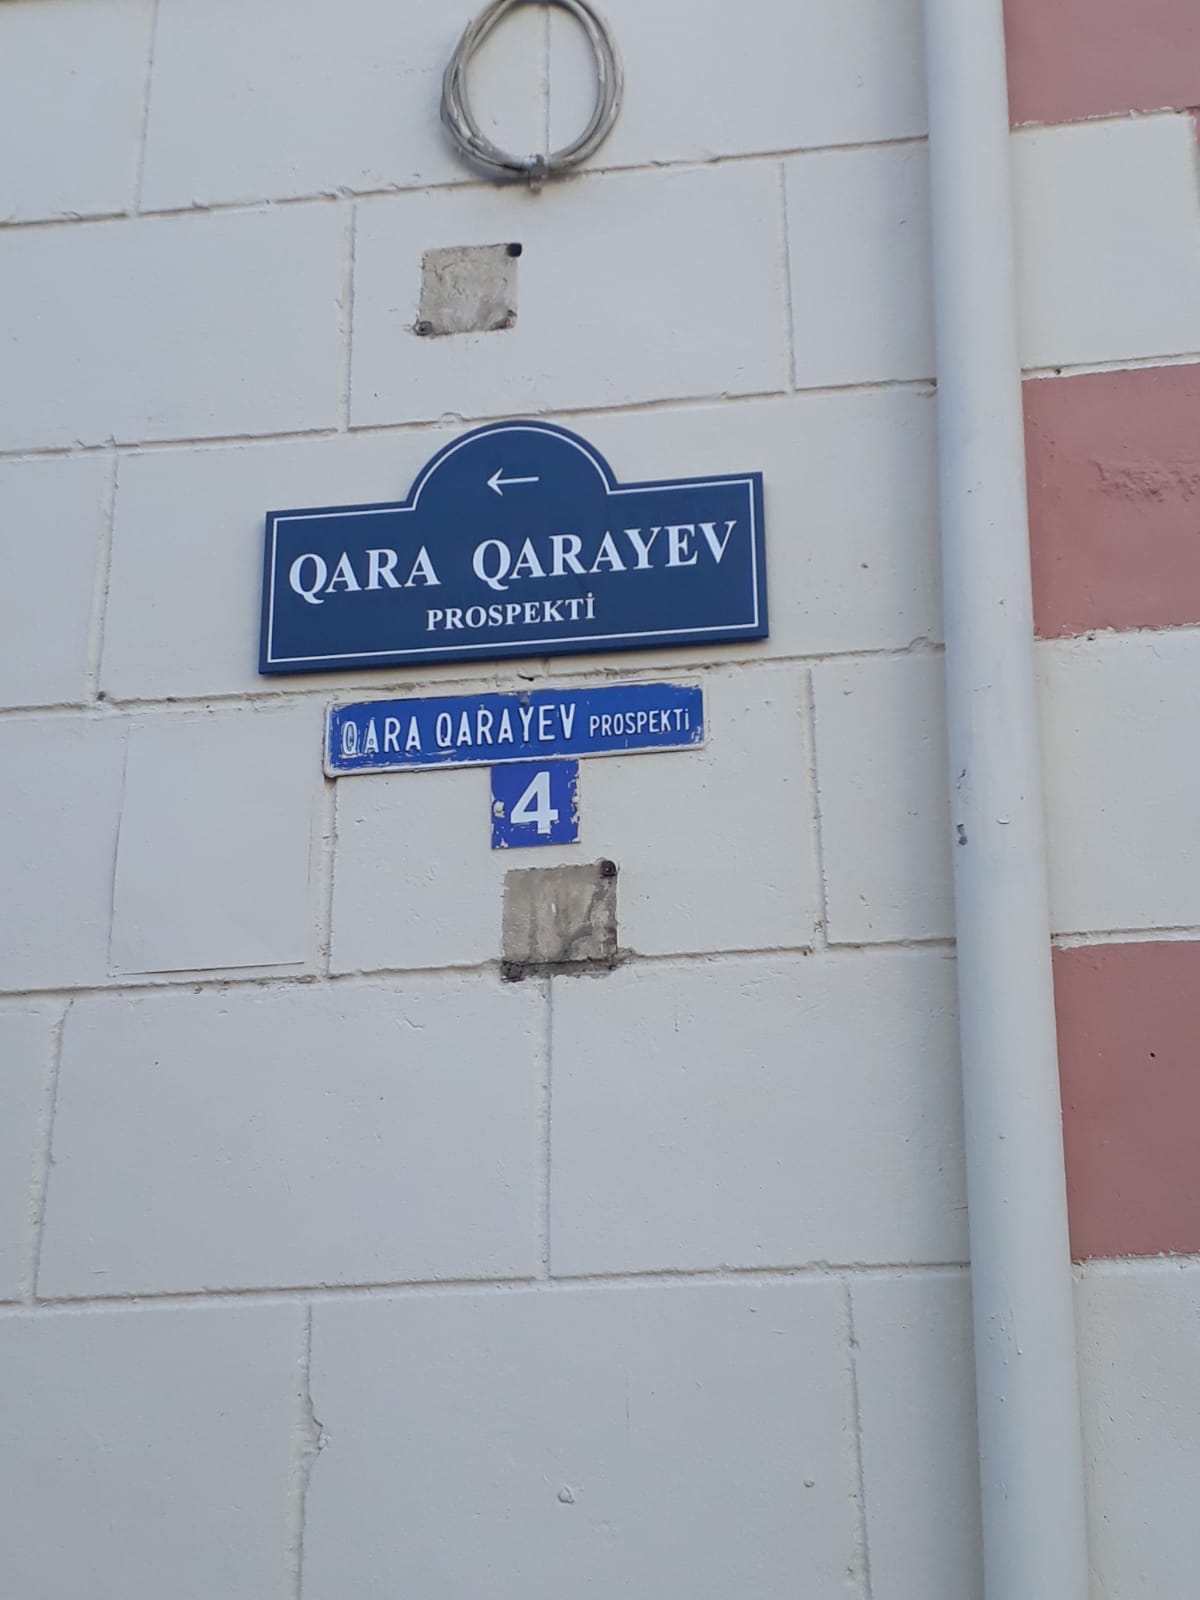 ←
QARA QARAYEV
PROSPEKTİ
QARA QARAYEV PROSPEKTi
4